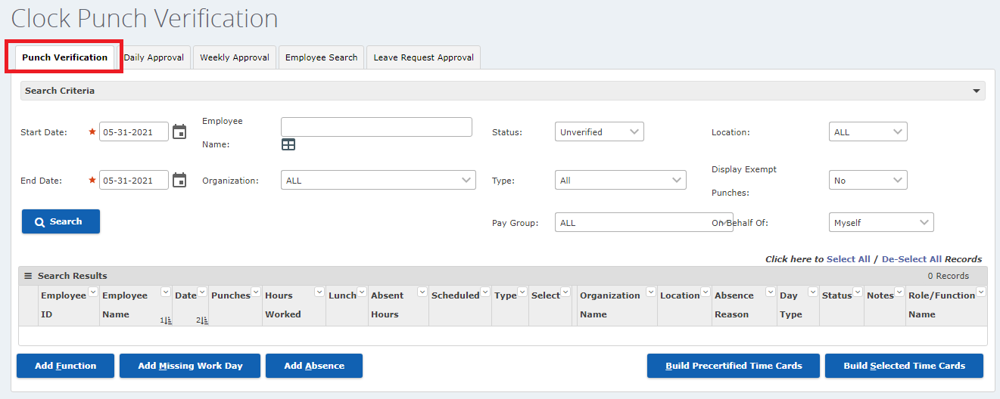 Clock Punch Verification
Punch Verification Daily Approval Weekly Approval Employee Search Leave Request Approval
Search Criteria
Start Date: ★ 05-31-2021 Employee Name: Status: Unverified Location: ALL
End Date: ★ 05-31-2021 Organization: ALL Type: All Display Exempt Punches: No
Search Pay Group: ALL On Behalf Of: Myself
Click here to Select All / De-Select All Records
Search Results 0 Records
Employee ID Employee Name 1 Date 2 Punches Hours Worked Lunch Absent Hours Scheduled Type Select Organization Name Location Absence Reason Day Type Status Notes Role/Function Name
Add Function Add Missing Work Day Add Absence Build Precertified Time Cards Build Selected Time Cards